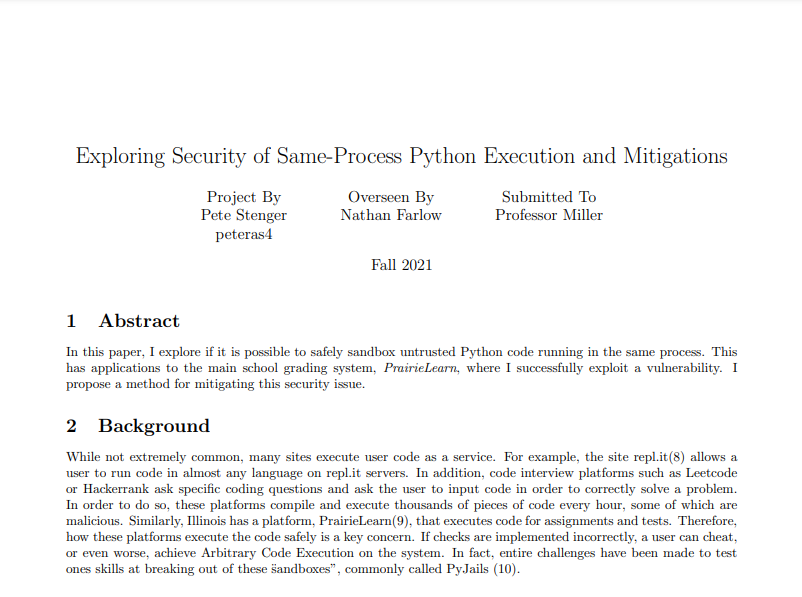 Exploring Security of Same-Process Python Execution and Mitigations
Project By
Pete Stenger
peteras4
Overseen By
Nathan Farlow
Submitted To
Professor Miller
Fall 2021
1 Abstract
In this paper, I explore if it is possible to safely sandbox untrusted Python code running in the same process. This
has applications to the main school grading system, PrairieLearn, where I successfully exploit a vulnerability. I
propose a method for mitigating this security issue.
2 Background
While not extremely common, many sites execute user code as a service. For example, the site repl.it(8) allows a
user to run code in almost any language on repl.it servers. In addition, code interview platforms such as Leetcode
or Hackerrank ask specific coding questions and ask the user to input code in order to correctly solve a problem.
In order to do so, these platforms compile and execute thousands of pieces of code every hour, some of which are
malicious. Similarly, Illinois has a platform, PrairieLearn(9), that executes code for assignments and tests. Therefore,
how these platforms execute the code safely is a key concern. If checks are implemented incorrectly, a user can cheat,
or even worse, achieve Arbitrary Code Execution on the system. In fact, entire challenges have been made to test
ones skills at breaking out of these s̈andboxes”, commonly called PyJails (10).